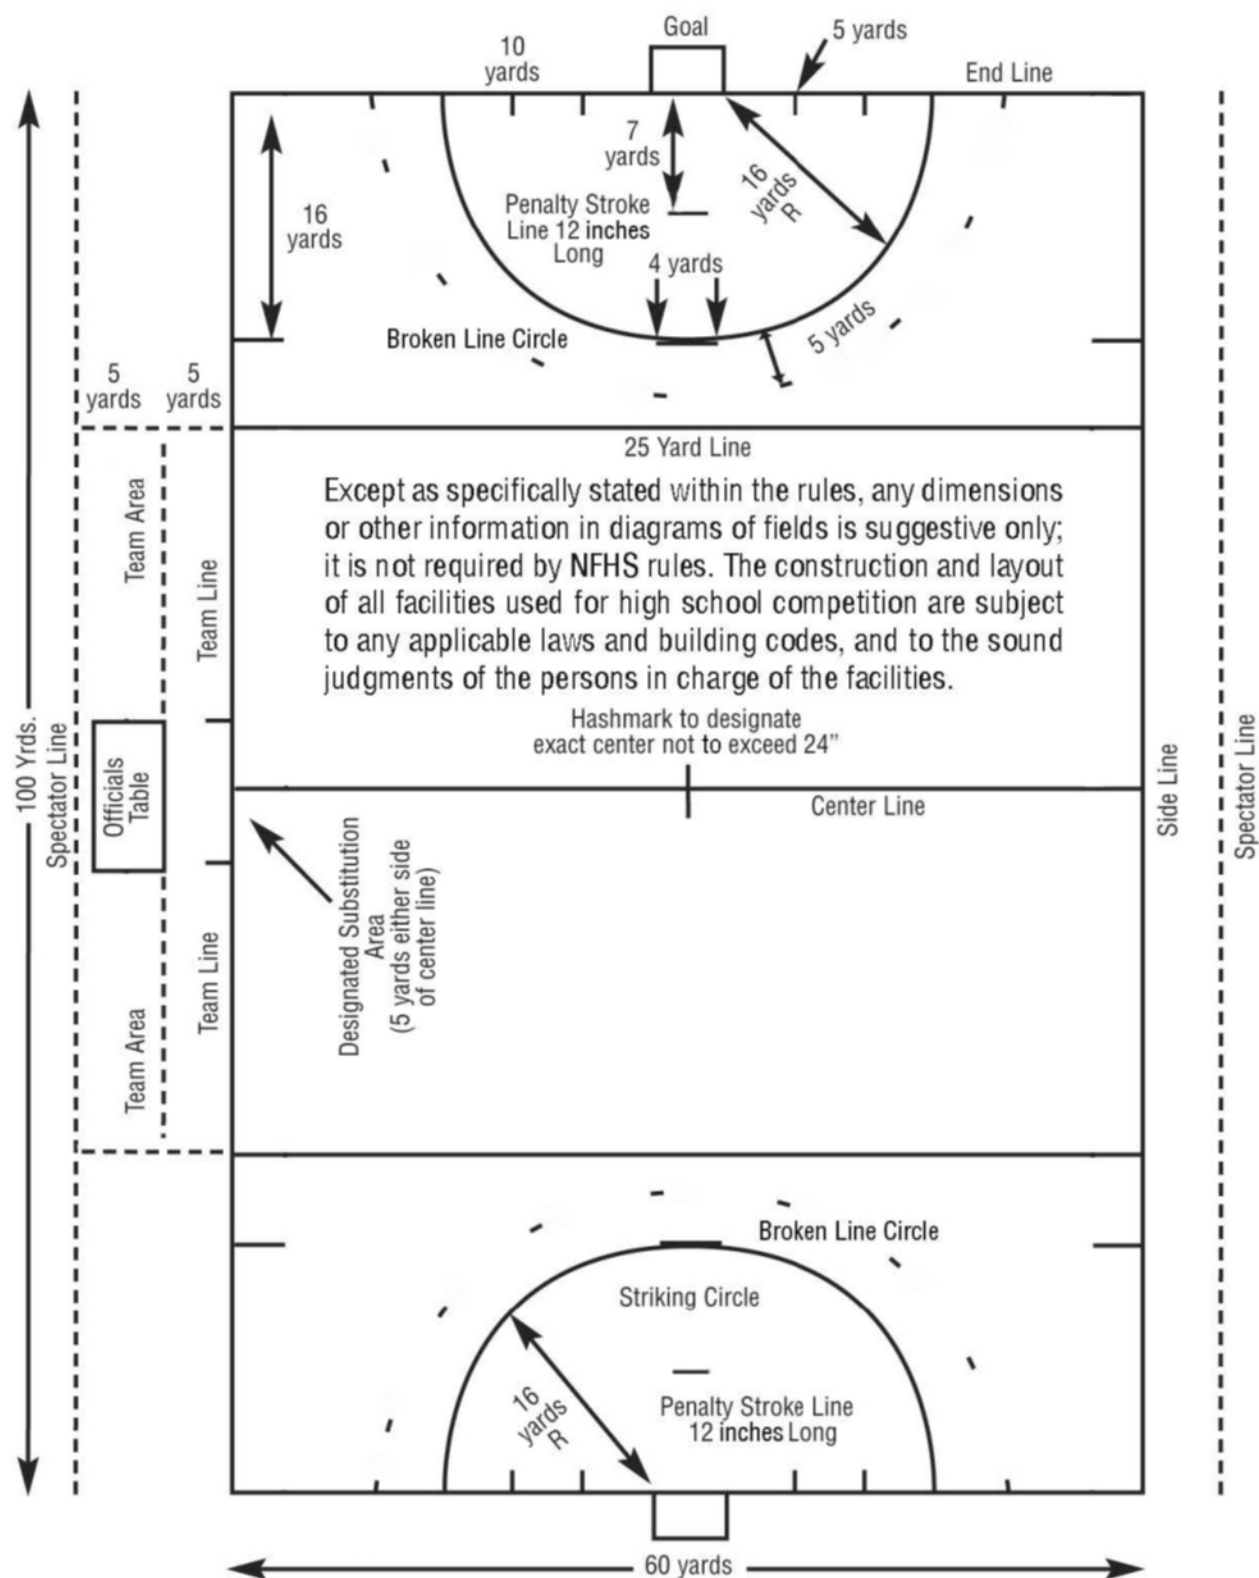 Goal
5 yards
10
yards
End Line
7
yards
16
yards
R
16
yards
Penalty Stroke
Line 12 inches
Long
4 yards
5 yards
Broken Line Circle
5
yards
5
yards
25 Yard Line
Except as specifically stated within the rules, any dimensions
or other information in diagrams of fields is suggestive only;
it is not required by NFHS rules. The construction and layout
of all facilities used for high school competition are subject
to any applicable laws and building codes, and to the sound
judgments of the persons in charge of the facilities.
Team Area
Team Line
Hashmark to designate
exact center not to exceed 24”
100 Yrds.
Spectator Line
Officials
Table
Center Line
Side Line
Spectator Line
Designated Substitution
Area
(5 yards either side
of center line)
Team Line
Team Area
Broken Line Circle
Striking Circle
16
yards
R
Penalty Stroke Line
12 inches Long
60 yards